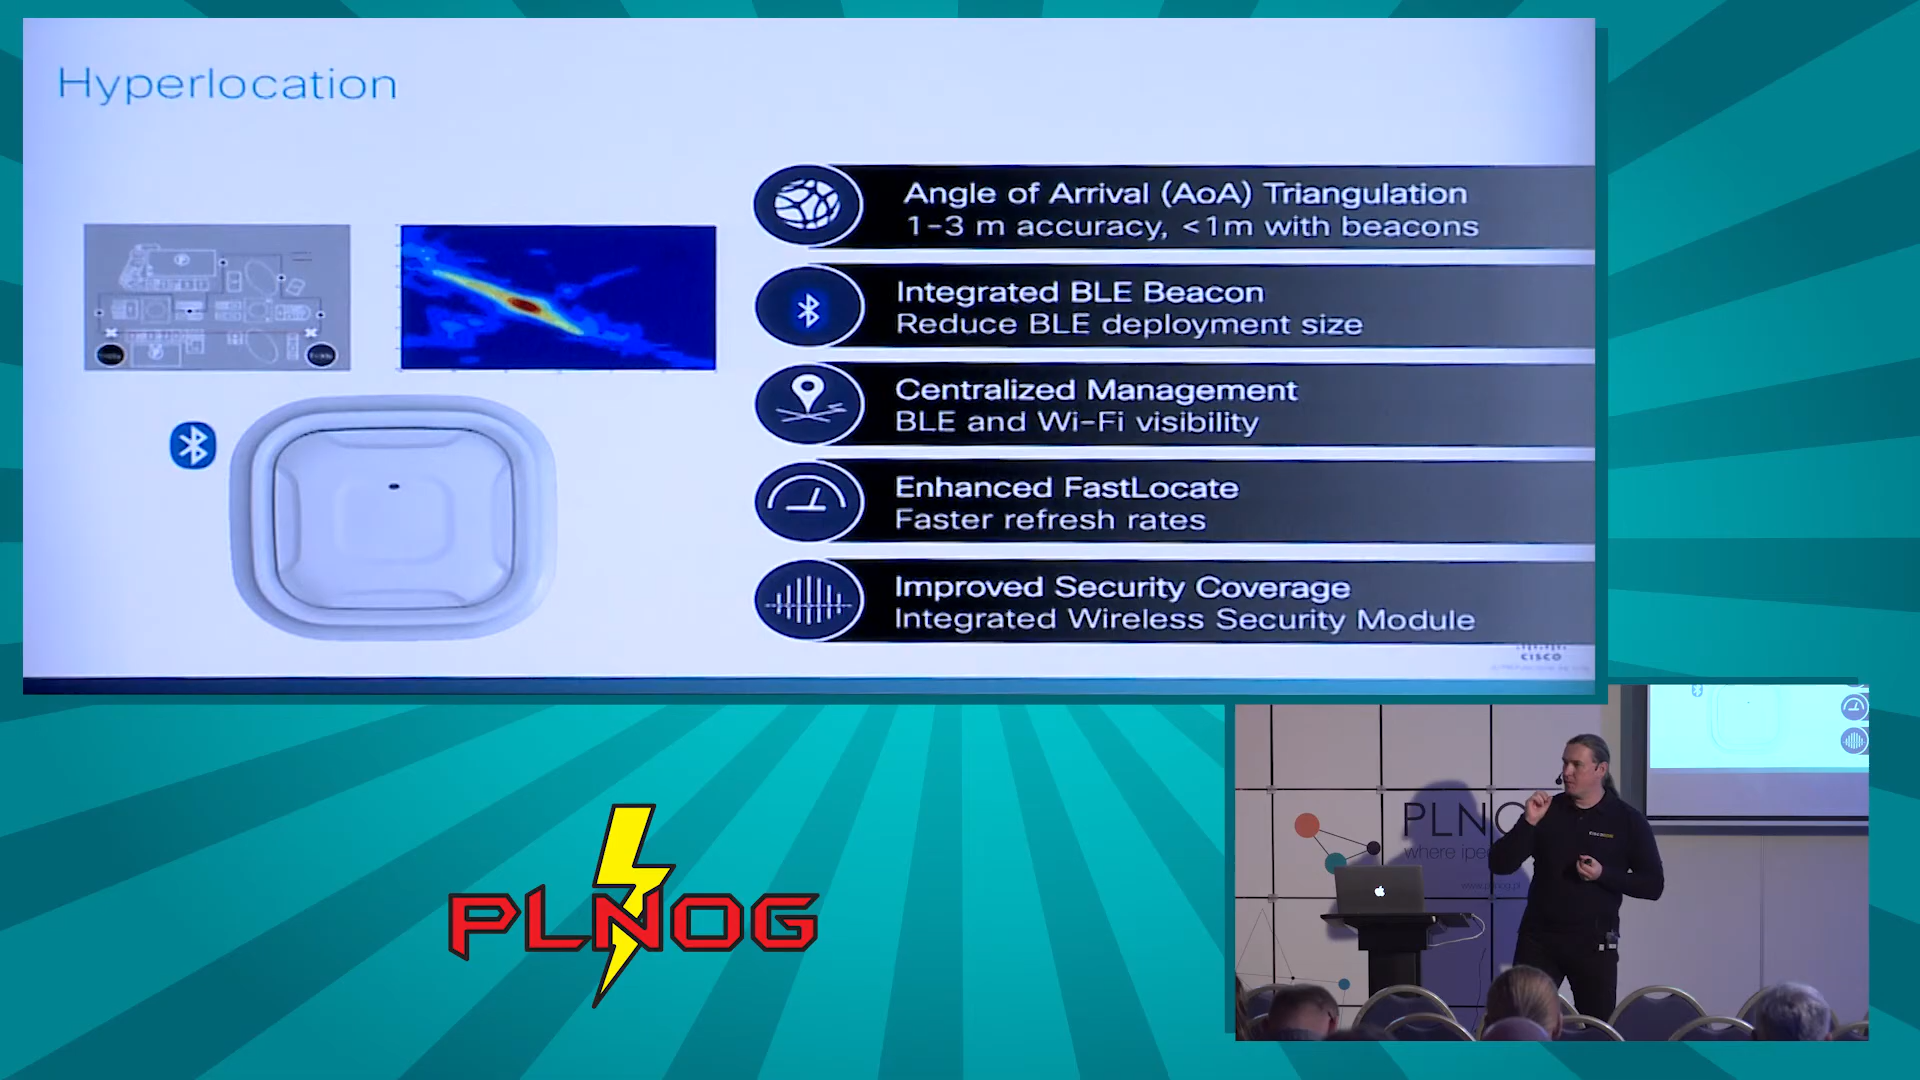 Hyperlocation
Angle of Arrival (AoA) Triangulation
1-3 m accuracy, <1m with beacons
Integrated BLE Beacon
Reduce BLE deployment size
Centralized Management
BLE and Wi-Fi visibility
Enhanced FastLocate
Faster refresh rates
Improved Security Coverage
Integrated Wireless Security Module
CISCO
PLNOG
PLNO
where